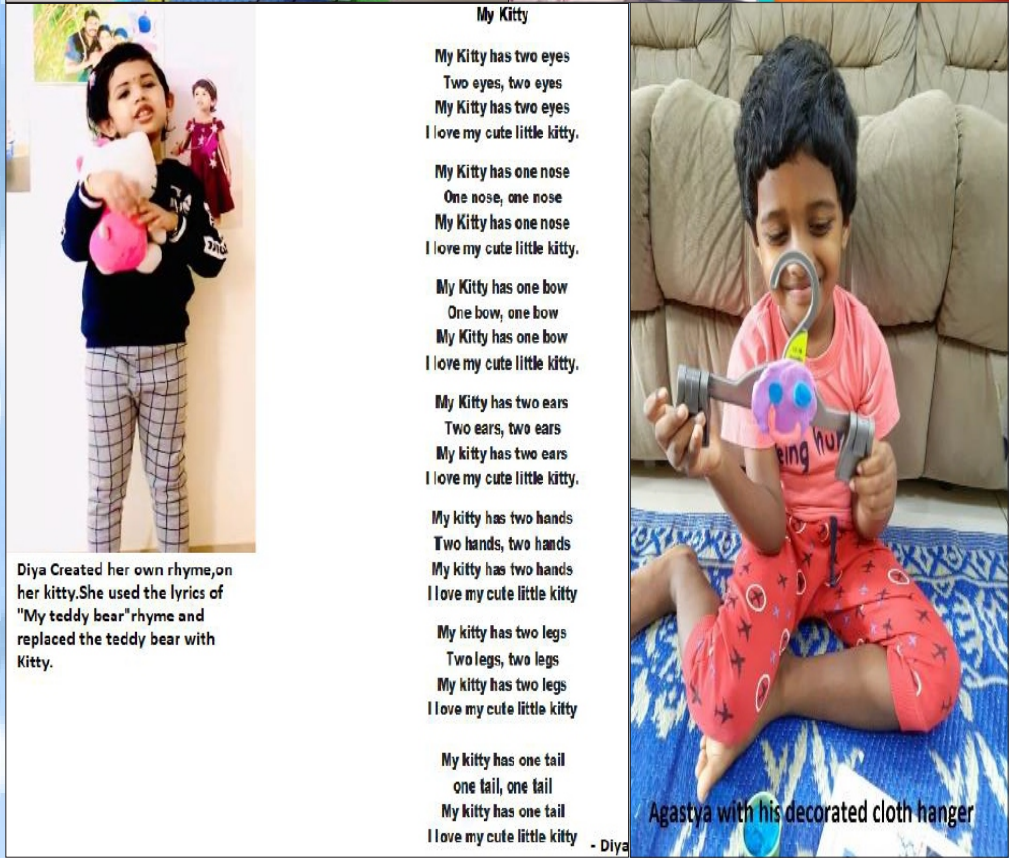 My Kitty
My Kitty has two eyes
Two eyes, two eyes
My Kitty has two eyes
I love my cute little kitty.
My Kitty has one nose
One nose, one nose
My Kitty has one nose
I love my cute little kitty.
My Kitty has one bow
One bow, one bow
My Kitty has one bow
I love my cute little kitty.
My Kitty has two ears
Two ears, two ears
My kitty has two ears
I love my cute little kitty.
My kitty has two hands
Two hands, two hands
My kitty has two hands
I love my cute little kitty
My kitty has two legs
Two legs, two legs
My kitty has two legs
I love my cute little kitty
My kitty has one tail
one tail, one tail
My kitty has one tail
I love my cute little kitty
- Diya
Diya Created her own rhyme,on
her kitty.She used the lyrics of
"My teddy bear"rhyme and
replaced the teddy bear with
Kitty.
eing hu
Agastya with his decorated cloth hanger